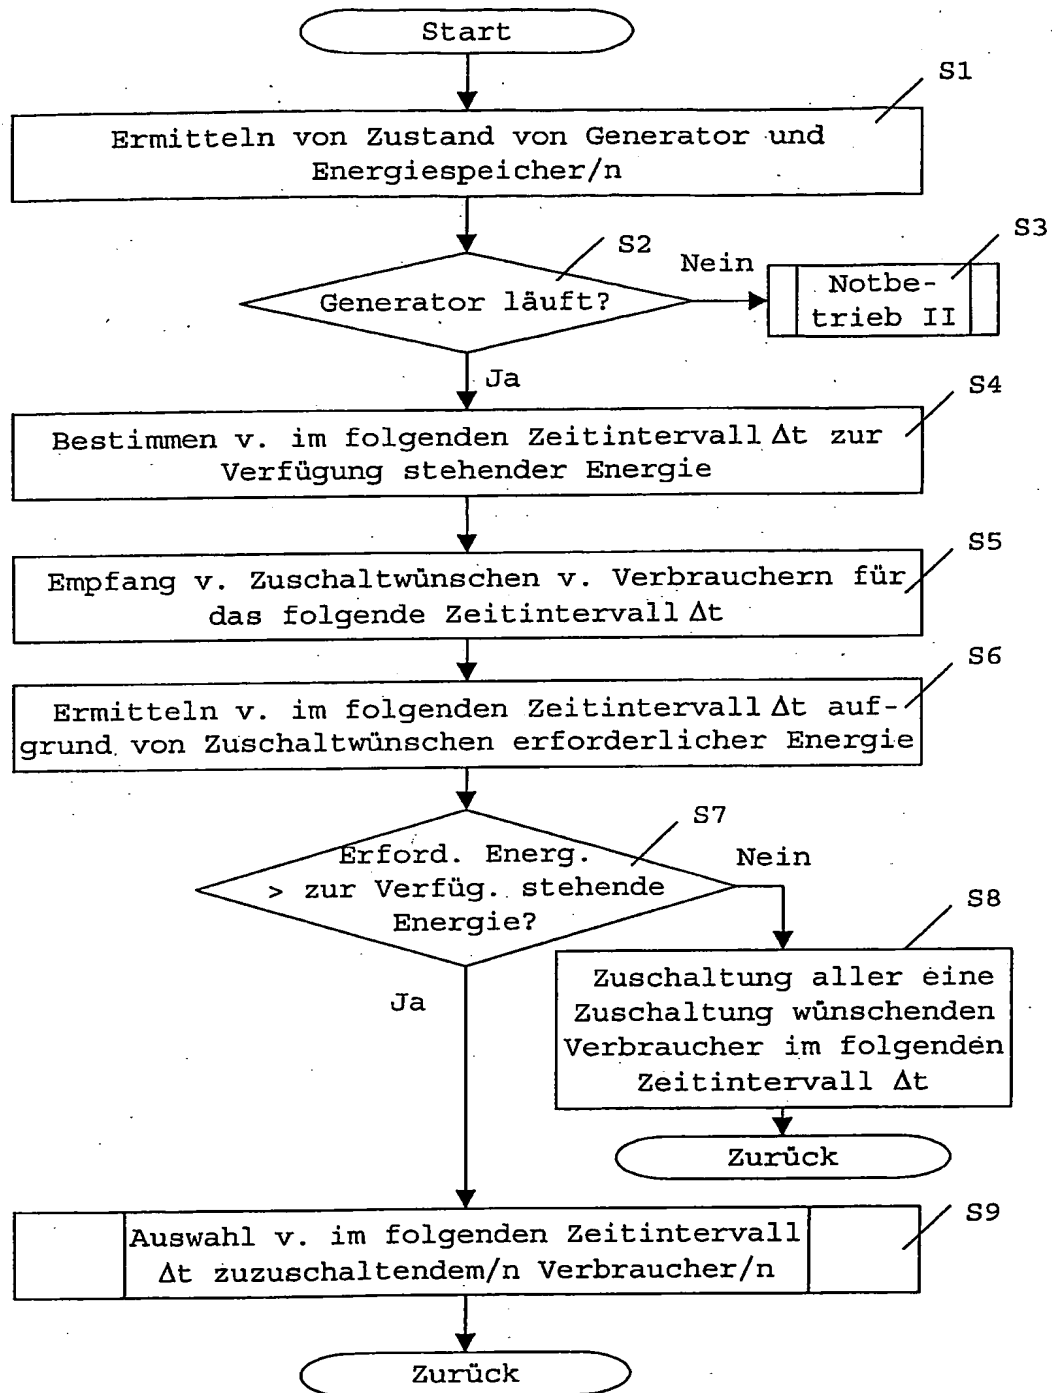 Start
S1
Ermitteln von Zustand von Generator und
Energiespeicher/n
S2
Generator läuft?
Nein
S3
Notbe-
trieb II
Ja
S4
Bestimmen v. im folgenden Zeitintervall Δt zur
Verfügung stehender Energie
S5
Empfang v. Zuschaltwünschen v. Verbrauchern für
das folgende Zeitintervall Δt
S6
Ermitteln v. im folgenden Zeitintervall Δt auf-
grund von Zuschaltwünschen erforderlicher Energie
S7
Erford. Energ.
> zur Verfüg. stehende
Energie?
Nein
Ja
S8
Zuschaltung aller eine
Zuschaltung wünschenden
Verbraucher im folgenden
Zeitintervall Δt
Zurück
S9
Auswahl v. im folgenden Zeitintervall
Δt zuzuschaltendem/n Verbraucher/n
Zurück